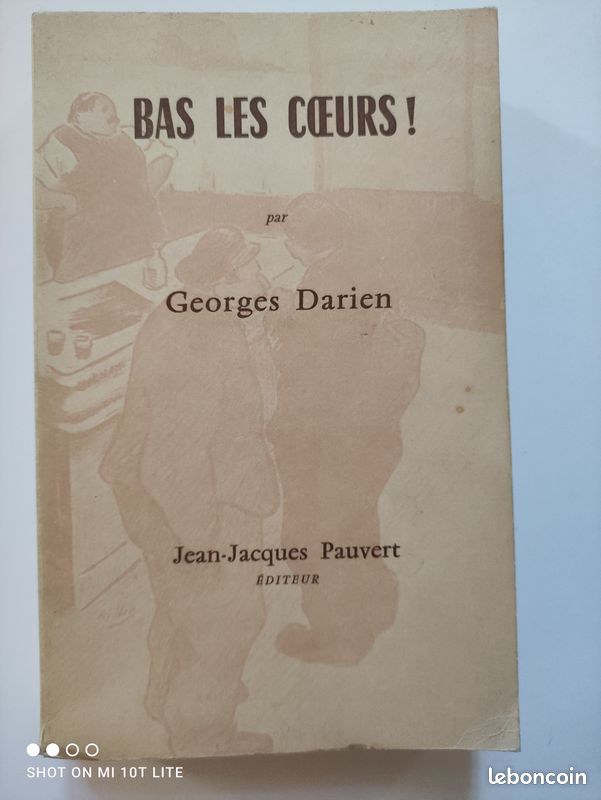 BAS LES CŒURS !
par
Georges Darien
Jean-Jacques Pauvert
ÉDITEUR
SHOT ON MI 10T LITE
leboncoin